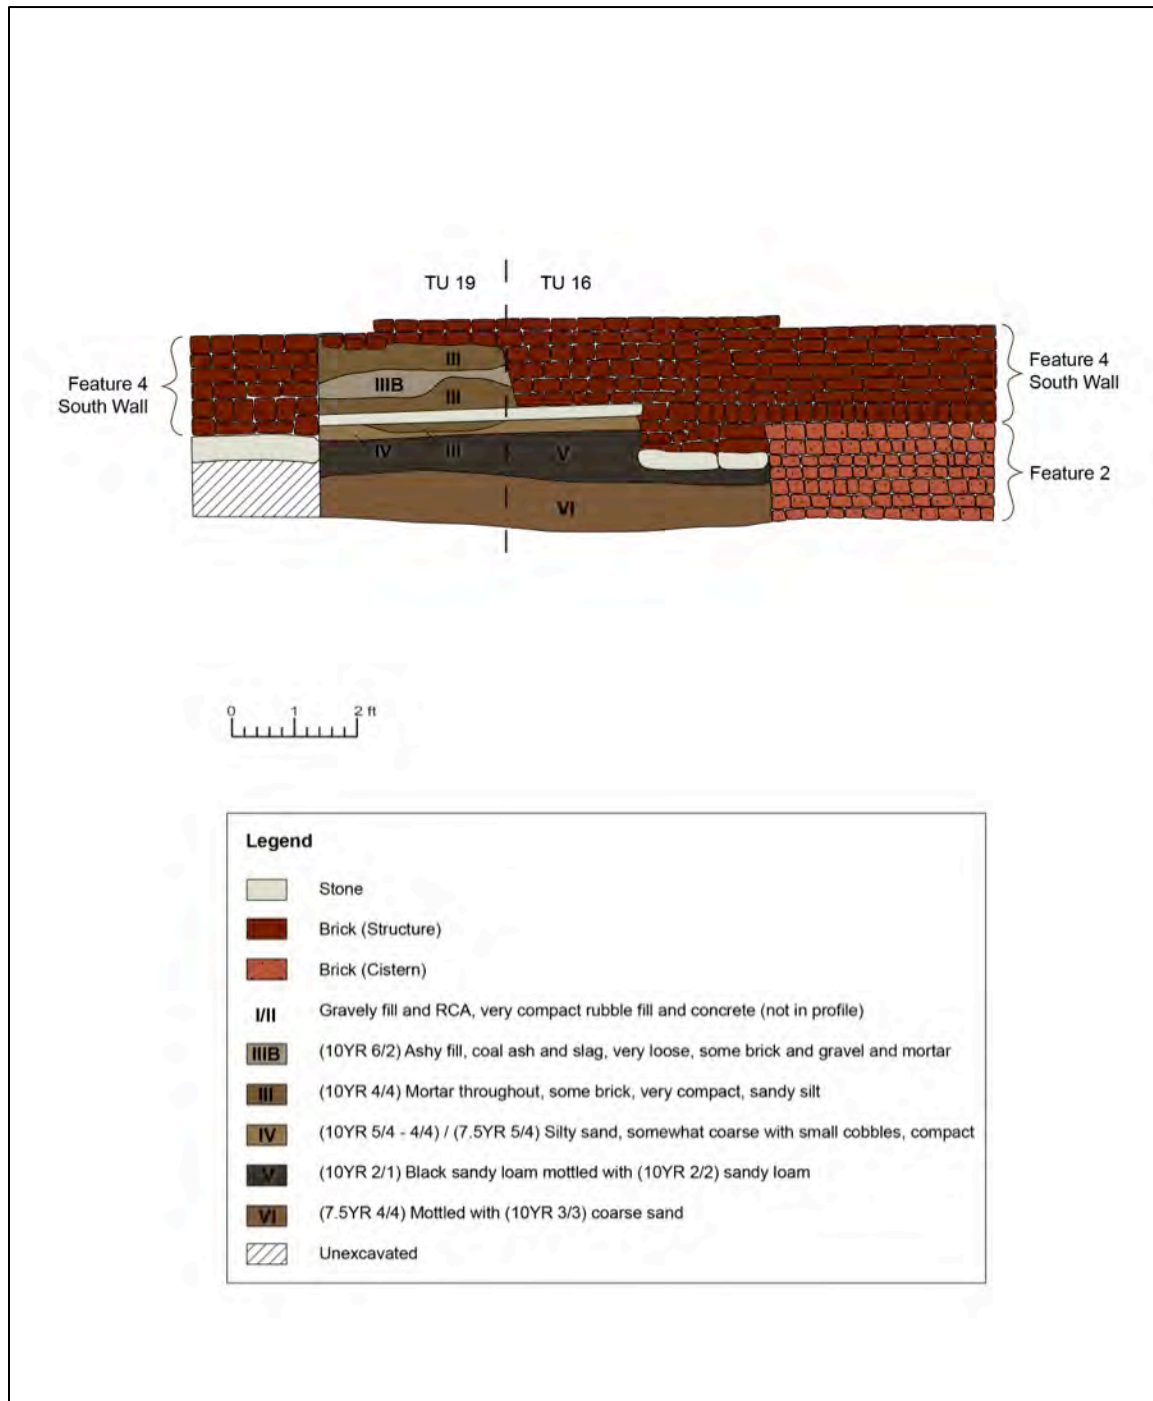 TU 19
TU 16
Feature 4
South Wall
III
IIIB
III
IV
III
V
VI
Feature 4
South Wall
Feature 2
0 1 2 ft
Legend
Stone
Brick (Structure)
Brick (Cistern)
I/II Gravely fill and RCA, very compact rubble fill and concrete (not in profile)
IIIB (10YR 6/2) Ashy fill, coal ash and slag, very loose, some brick and gravel and mortar
III (10YR 4/4) Mortar throughout, some brick, very compact, sandy silt
IV (10YR 5/4 - 4/4) / (7.5YR 5/4) Silty sand, somewhat coarse with small cobbles, compact
V (10YR 2/1) Black sandy loam mottled with (10YR 2/2) sandy loam
VI (7.5YR 4/4) Mottled with (10YR 3/3) coarse sand
Unexcavated